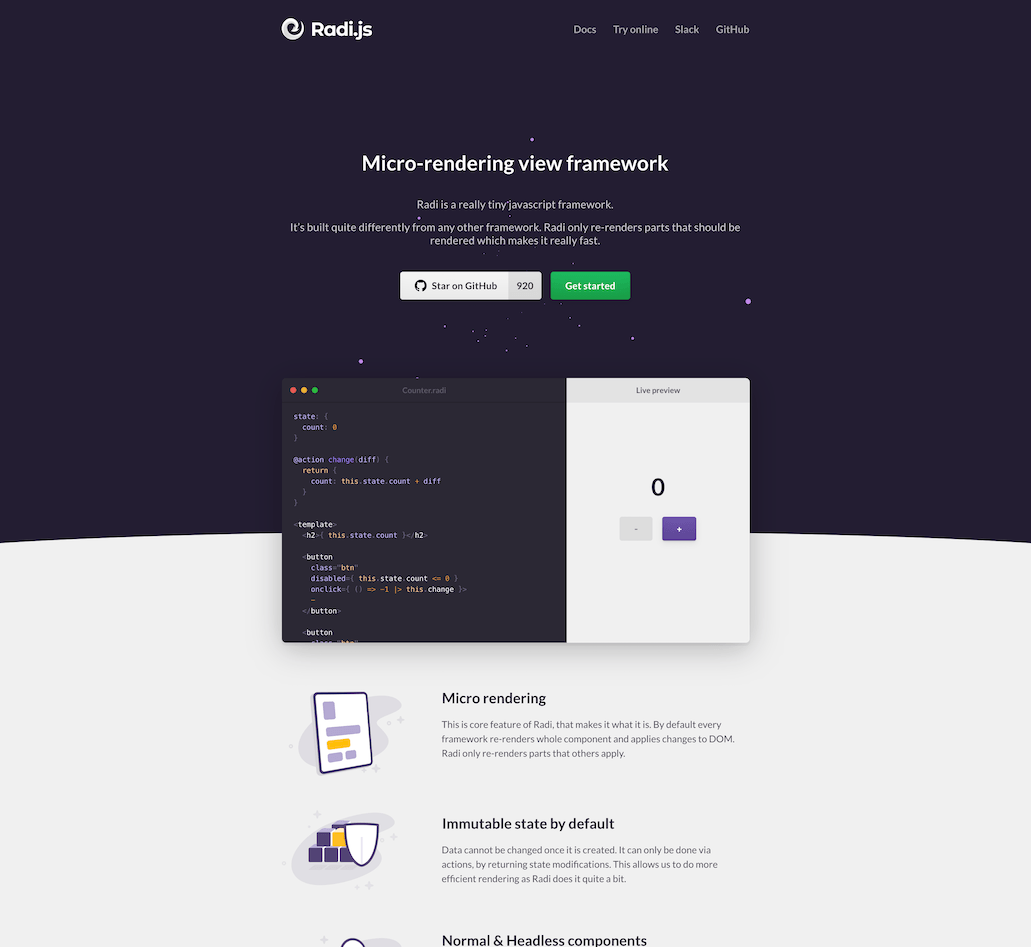 Radi.js
Docs Try online Slack GitHub
Micro-rendering view framework
Radi is a really tiny javascript framework.
It's built quite differently from any other framework. Radi only re-renders parts that should be
rendered which makes it really fast.
Star on GitHub 920 Get started
Counter.radi
Live preview
state: {
  count: 0
}
@action change(diff) {
  return {
    count: this.state.count + diff
  }
}
<template>
  <h2>{ this.state.count }</h2>
  <button
    class="btn"
    disabled={ this.state.count <= 0 }
    onclick={ () => -1 |> this.change }>
    -
  </button>
  <button
    class="btn"
0
- +
Micro rendering
This is core feature of Radi, that makes it what it is. By default every
framework re-renders whole component and applies changes to DOM.
Radi only re-renders parts that others apply.
Immutable state by default
Data cannot be changed once it is created. It can only be done via
actions, by returning state modifications. This allows us to do more
efficient rendering as Radi does it quite a bit.
Normal & Headless components